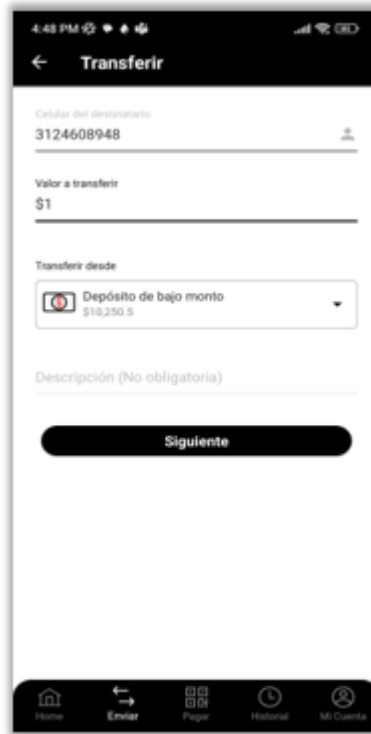 4:48 PM
Transferir
Celular del destinatario
3124608948
Valor a transferir
$1
Transferir desde
Depósito de bajo monto
$10,250.5
Descripción (No obligatoria)
Siguiente
Home Enviar Pagar Historial Mi Cuenta